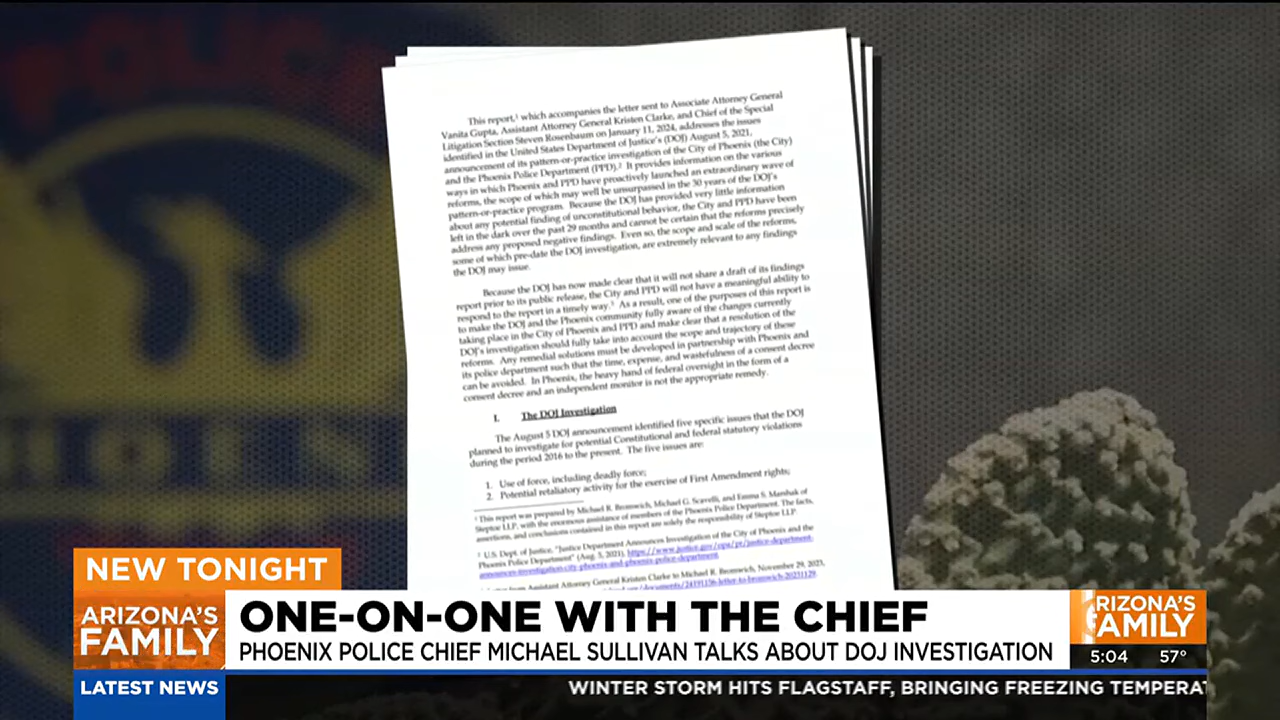 POLICE
This report,¹ which accompanies the letter sent to Associate Attorney General
Vanita Gupta, Assistant Attorney General Kristen Clarke, and Chief of the Special
Litigation Section Steven Rosenbaum on January 11, 2024, addresses the issues
identified in the United States Department of Justice's (DOJ) August 5, 2021,
announcement of its pattern-or-practice investigation of the City of Phoenix (the City)
and the Phoenix Police Department (PPD).² It provides information on the various
ways in which Phoenix and PPD have proactively launched an extraordinary wave of
reforms, the scope of which may well be unsurpassed in the 30 years of the DOJ's
pattern-or-practice program. Because the DOJ has provided very little information
about any potential finding of unconstitutional behavior, the City and PPD have been
left in the dark over the past 29 months and cannot be certain that the reforms precisely
address any proposed negative findings. Even so, the scope and scale of the reforms,
some of which pre-date the DOJ investigation, are extremely relevant to any findings
the DOJ may issue.
Because the DOJ has now made clear that it will not share a draft of its findings
report prior to its public release, the City and PPD will not have a meaningful ability to
respond to the report in a timely way.³ As a result, one of the purposes of this report is
to make the DOJ and the Phoenix community fully aware of the changes currently
taking place in the City of Phoenix and PPD and make clear that a resolution of the
DOJ's investigation should fully take into account the scope and trajectory of these
reforms. Any remedial solutions must be developed in partnership with Phoenix and
its police department such that the time, expense, and wastefulness of a consent decree
can be avoided. In Phoenix, the heavy hand of federal oversight in the form of a
consent decree and an independent monitor is not the appropriate remedy.
I. The DOJ Investigation
The August 5 DOJ announcement identified five specific issues that the DOJ
planned to investigate for potential Constitutional and federal statutory violations
during the period 2016 to the present. The five issues are:
1. Use of force, including deadly force;
2. Potential retaliatory activity for the exercise of First Amendment rights;
¹ This report was prepared by Michael R. Bromwich, Michael G. Scavelli, and Emma S. Marshak of
Steptoe LLP, with the enormous assistance of members of the Phoenix Police Department. The facts,
assertions, and conclusions contained in this report are solely the responsibility of Steptoe LLP
² U.S. Dept. of Justice, "Justice Department Announces Investigation of the City of Phoenix and the
Phoenix Police Department" (Aug. 5, 2021), https://www.justice.gov/opa/pr/justice-department-
announces-investigation-city-phoenix-and-phoenix-police-department.
from Assistant Attorney General Kristen Clarke to Michael R. Bromwich, November 29, 2023,
documents/24191136-letter-to-bromwich-20231129.
NEW TONIGHT
ARIZONA'S
FAMILY
ONE-ON-ONE WITH THE CHIEF
PHOENIX POLICE CHIEF MICHAEL SULLIVAN TALKS ABOUT DOJ INVESTIGATION
RIZONA'S
AMILY
5:04 57°
LATEST NEWS
WINTER STORM HITS FLAGSTAFF, BRINGING FREEZING TEMPERAT